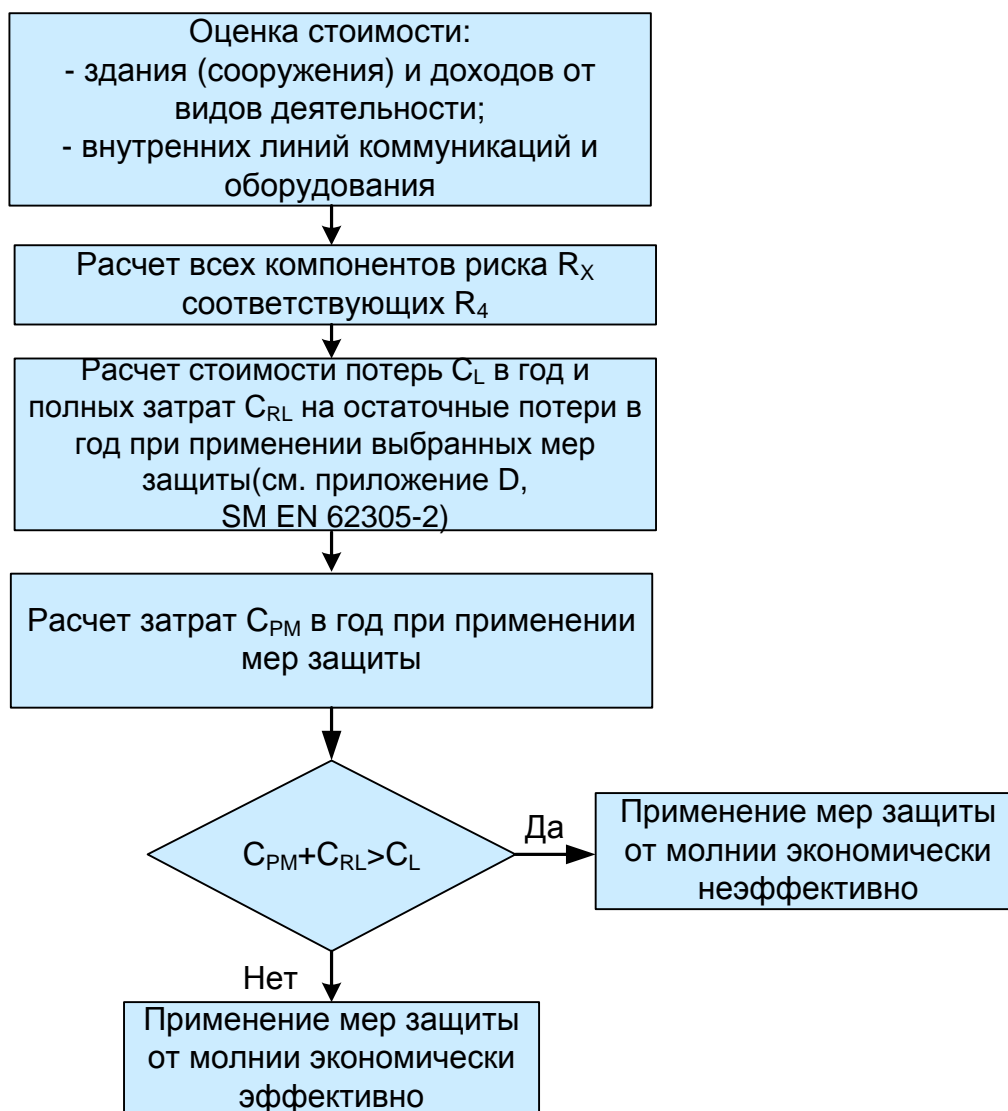 Оценка стоимости:
- здания (сооружения) и доходов от
видов деятельности;
- внутренних линий коммуникаций и
оборудования
Расчет всех компонентов риска RX
соответствующих R4
Расчет стоимости потерь CL в год и
полных затрат CRL на остаточные потери в
год при применении выбранных мер
защиты(см. приложение D,
SM EN 62305-2)
Расчет затрат CPM в год при применении
мер защиты
CPM+CRL>CL
Да
Применение мер защиты
от молнии экономически
неэффективно
Нет
Применение мер защиты
от молнии экономически
эффективно